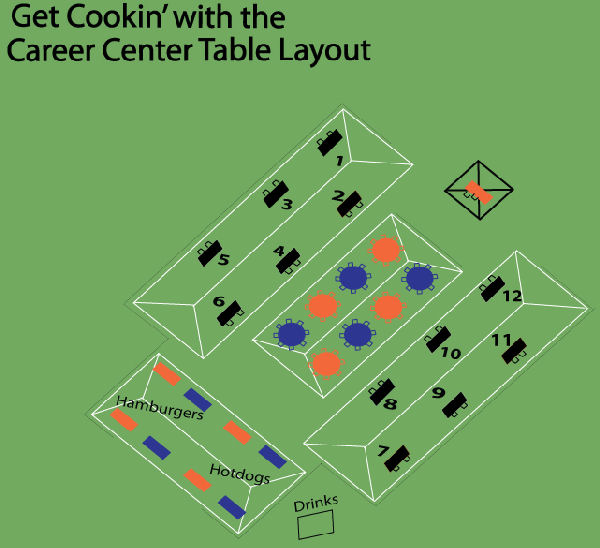 Get Cookin' with the
Career Center Table Layout
1
2
3
4
5
6
12
11
10
9
8
7
Hamburgers
Hotdogs
Drinks